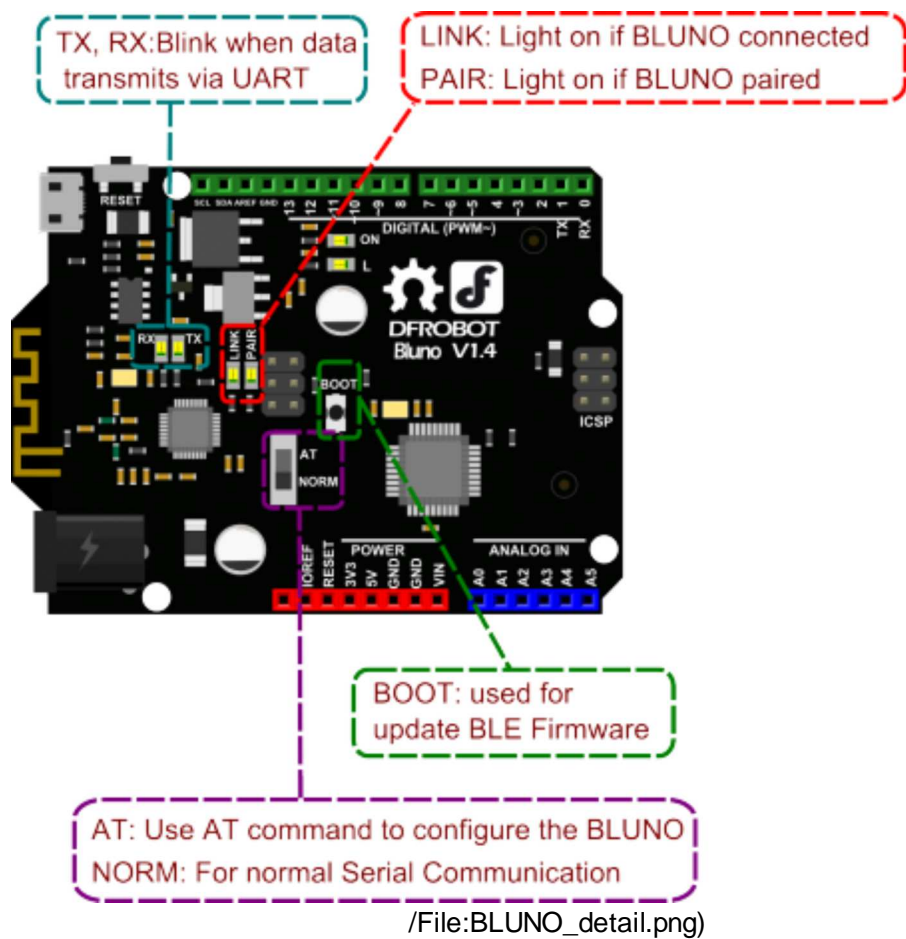 TX, RX:Blink when data
transmits via UART
LINK: Light on if BLUNO connected
PAIR: Light on if BLUNO paired
RESET
SCL SDA AREF GND 13 12 ~11 ~10 ~9 8 7 ~6 ~5 4 ~3 2 1 0
TX RX
DIGITAL (PWM~)
ON
L
RX TX
LINK
PAIR
DFROBOT
Bluno V1.4
BOOT
ICSP
AT
NORM
POWER
ANALOG IN
IOREF RESET 3V3 5V GND GND VIN A0 A1 A2 A3 A4 A5
BOOT: used for
update BLE Firmware
AT: Use AT command to configure the BLUNO
NORM: For normal Serial Communication
/File:BLUNO_detail.png)